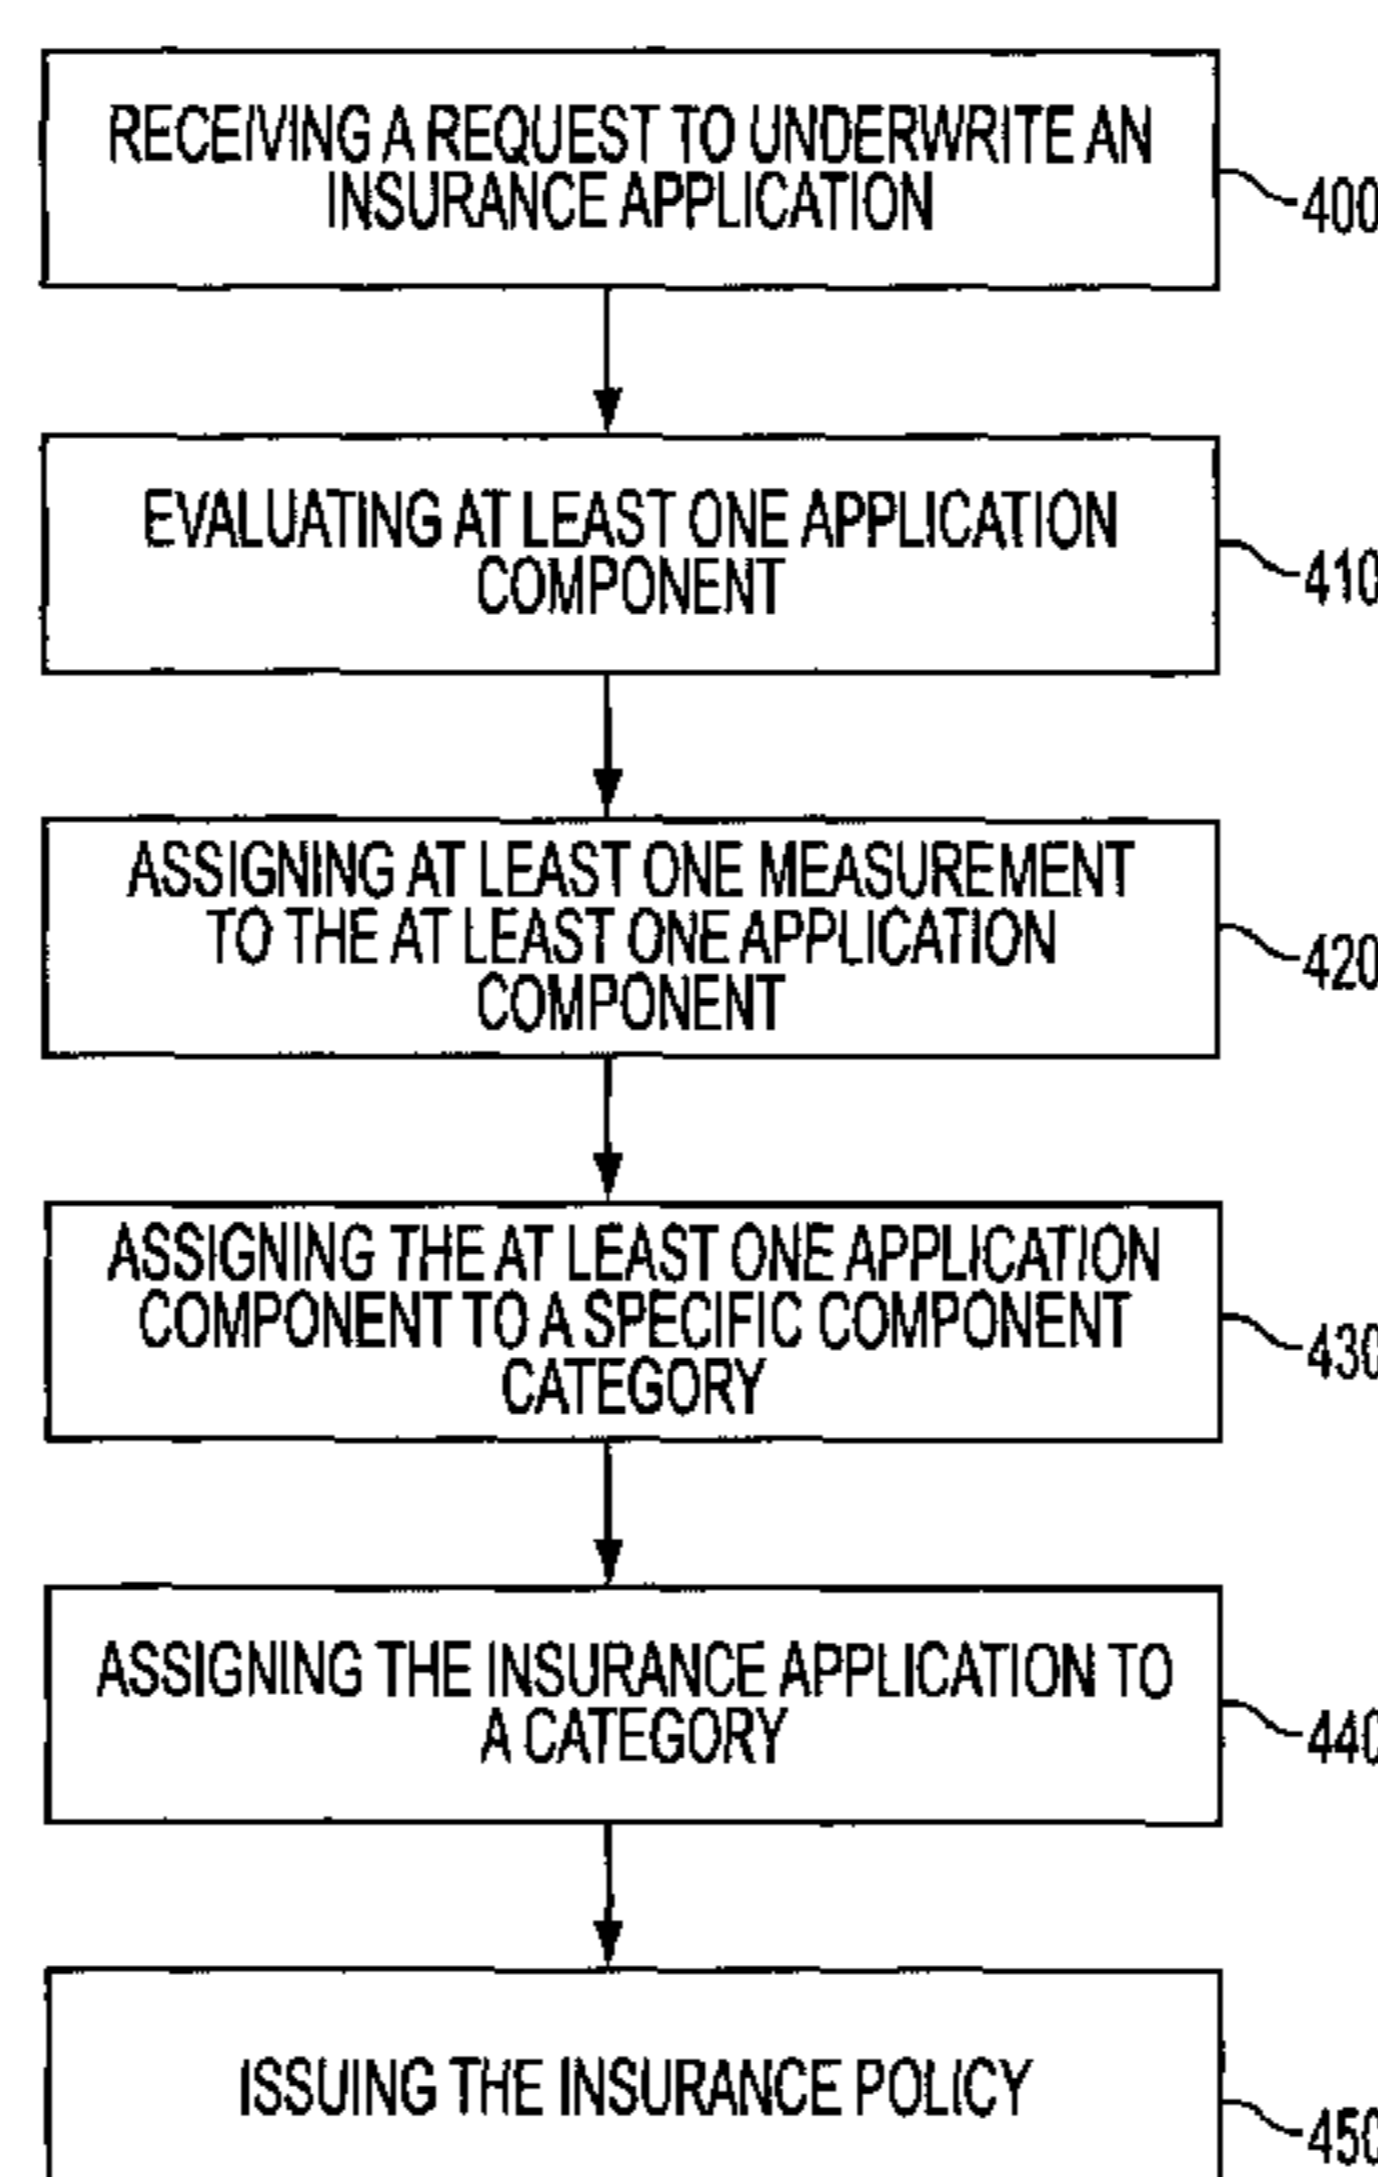 RECEIVING A REQUEST TO UNDERWRITE AN
INSURANCE APPLICATION
400
EVALUATING AT LEAST ONE APPLICATION
COMPONENT
410
ASSIGNING AT LEAST ONE MEASUREMENT
TO THE AT LEAST ONE APPLICATION
COMPONENT
420
ASSIGNING THE AT LEAST ONE APPLICATION
COMPONENT TO A SPECIFIC COMPONENT
CATEGORY
430
ASSIGNING THE INSURANCE APPLICATION TO
A CATEGORY
440
ISSUING THE INSURANCE POLICY
450